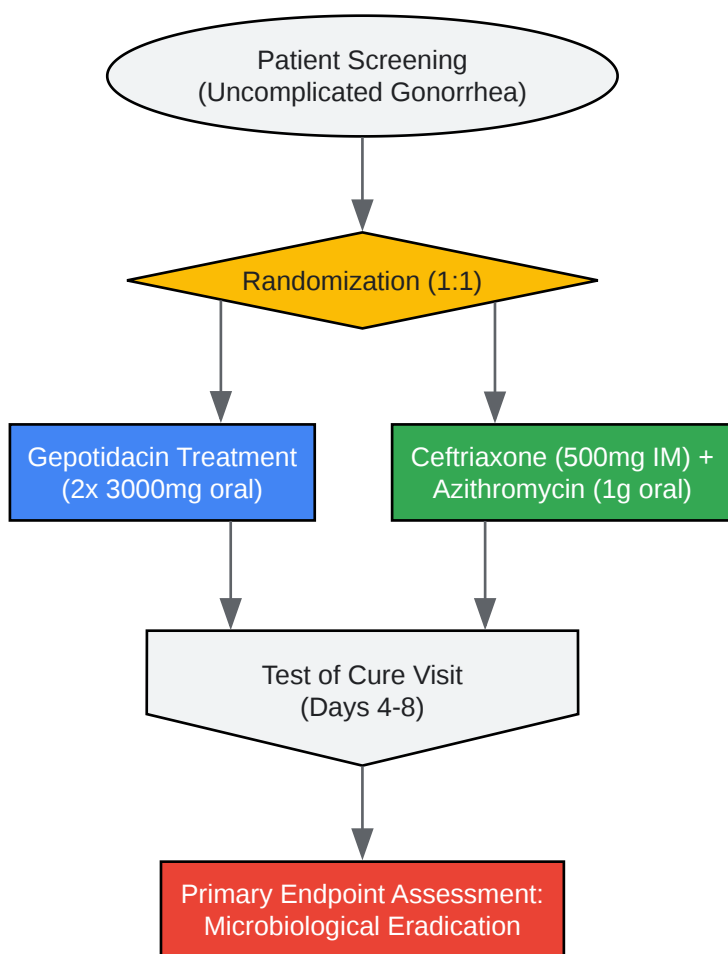 Patient Screening
(Uncomplicated Gonorrhea)
Randomization (1:1)
Gepotidacin Treatment
(2x 3000mg oral)
Ceftriaxone (500mg IM) +
Azithromycin (1g oral)
Test of Cure Visit
(Days 4-8)
Primary Endpoint Assessment:
Microbiological Eradication